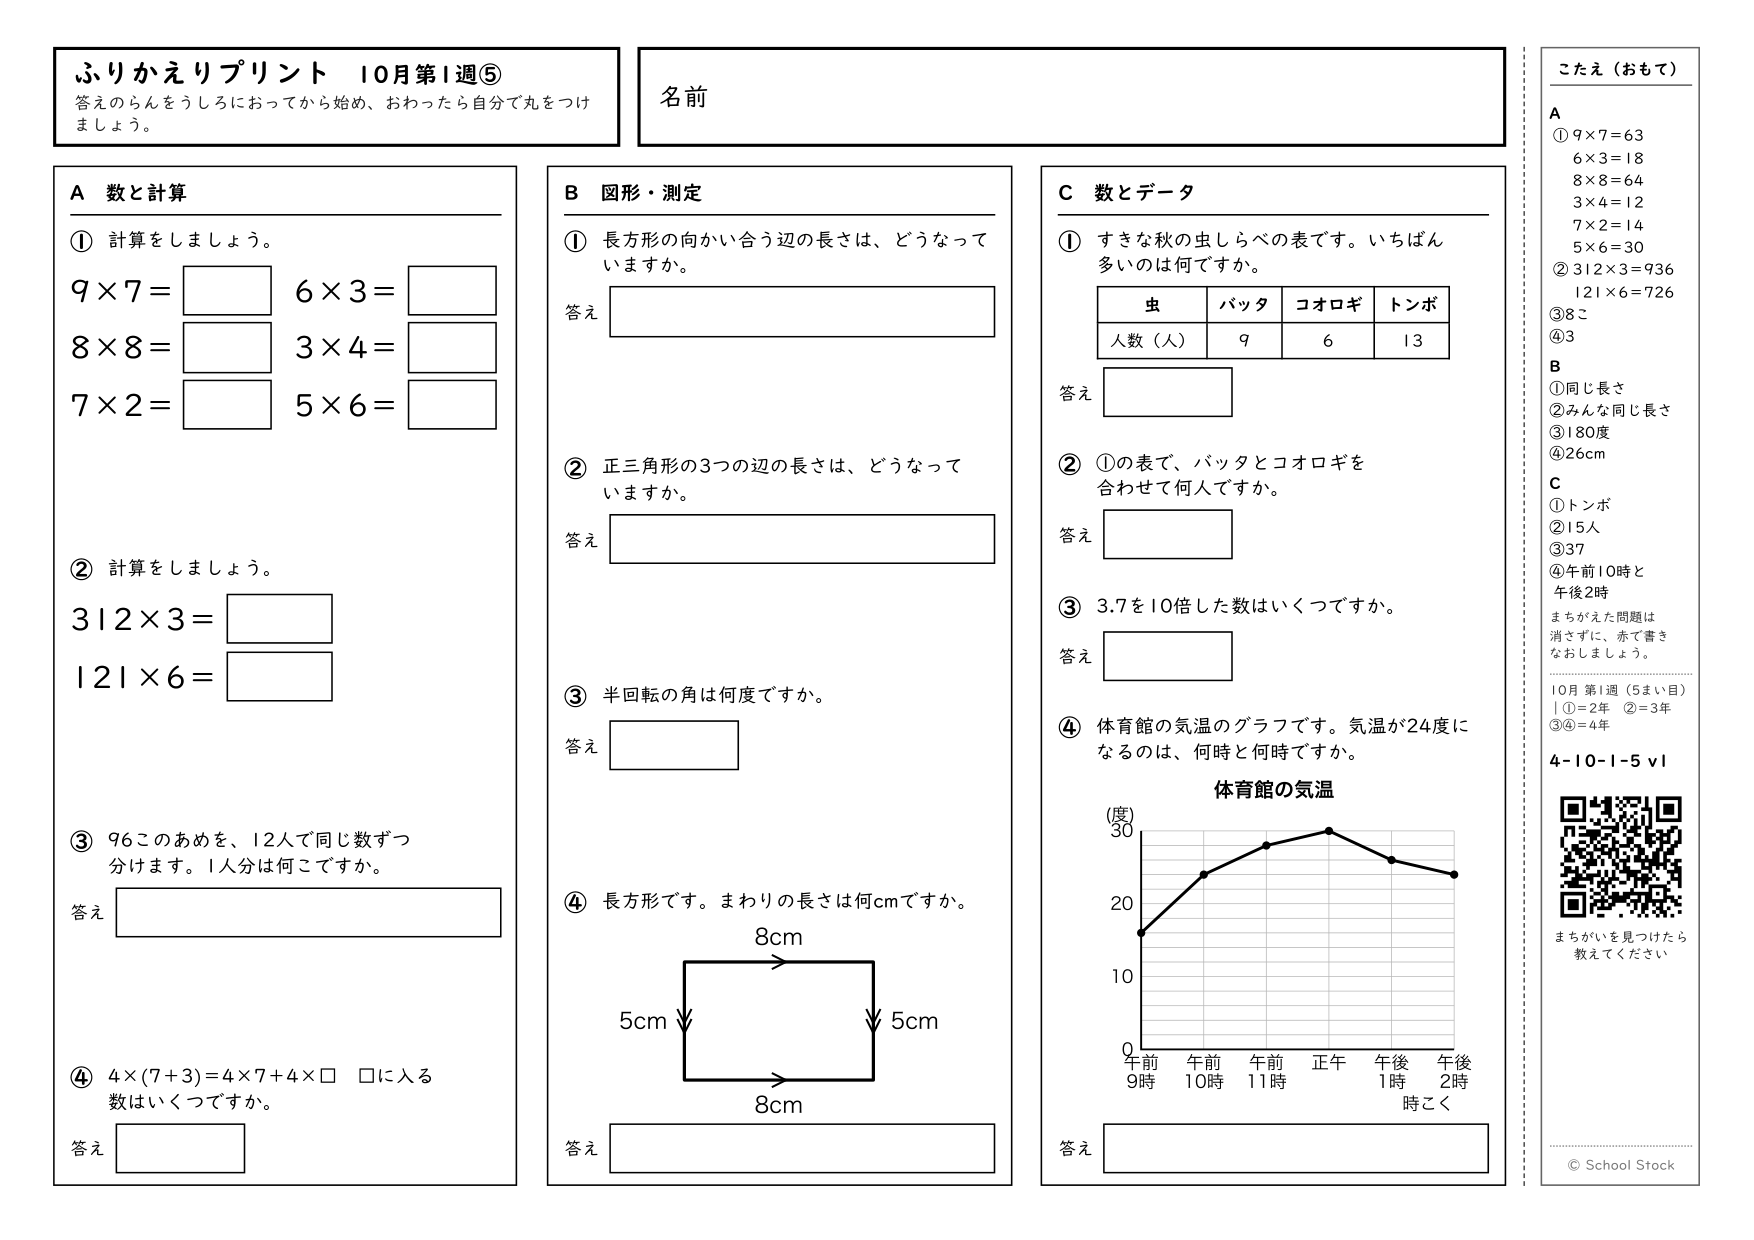 ふりかえりプリント　10月第1週⑤
答えのらんをうしろにおってから始め、おわったら自分で丸をつけ
ましょう。
名前
A　数と計算
① 計算をしましょう。
9×7＝　6×3＝
8×8＝　3×4＝
7×2＝　5×6＝
② 計算をしましょう。
312×3＝
121×6＝
③ 96このあめを、12人で同じ数ずつ
分けます。1人分は何こですか。
答え
④ 4×(7+3)=4×7+4×□　□に入る
数はいくつですか。
答え
B　図形・測定
① 長方形の向かい合う辺の長さは、どうなって
いますか。
答え
② 正三角形の3つの辺の長さは、どうなって
いますか。
答え
③ 半回転の角は何度ですか。
答え
④ 長方形です。まわりの長さは何cmですか。
8cm
5cm　5cm
8cm
答え
C　数とデータ
① すきな秋の虫しらべの表です。いちばん
多いのは何ですか。
虫　バッタ　コオロギ　トンボ
人数（人）　9　6　13
答え
② ①の表で、バッタとコオロギを
合わせて何人ですか。
答え
③ 3.7を10倍した数はいくつですか。
答え
④ 体育館の気温のグラフです。気温が24度に
なるのは、何時と何時ですか。
体育館の気温
(度)
30
20
10
0
午前　午前　午前　正午　午後　午後
9時　10時　11時　1時　2時
時こく
答え
こたえ（おもて）
A
① 9×7＝63
6×3＝18
8×8＝64
3×4＝12
7×2＝14
5×6＝30
② 312×3＝936
121×6＝726
③8こ
④3
B
①同じ長さ
②みんな同じ長さ
③180度
④26cm
C
①トンボ
②15人
③37
④午前10時と
午後2時
まちがえた問題は
消さずに、赤で書き
なおしましょう。
10月 第1週（5まい目）
｜①＝2年　②＝3年
③④＝4年
4-10-1-5 v1
まちがいを見つけたら
教えてください
© School Stock